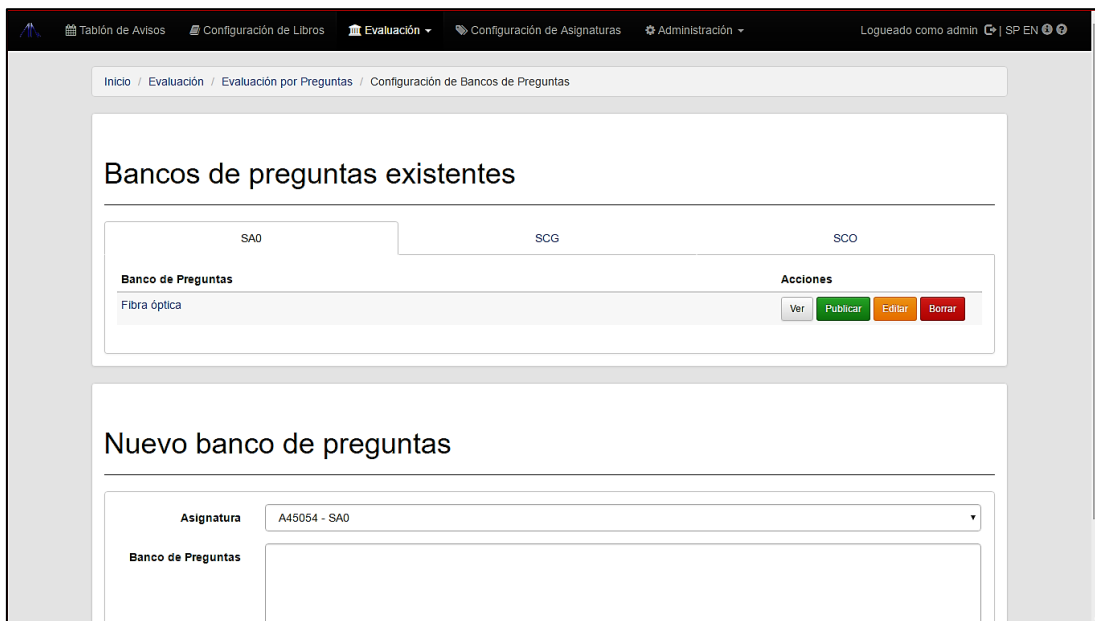 Tablón de Avisos Configuración de Libros Evaluación Configuración de Asignaturas Administración Logueado como admin | SP EN
Inicio / Evaluación / Evaluación por Preguntas / Configuración de Bancos de Preguntas
Bancos de preguntas existentes
SA0 SCG SCO
Banco de Preguntas Acciones
Fibra óptica Ver Publicar Editar Borrar
Nuevo banco de preguntas
Asignatura A45054 - SA0
Banco de Preguntas